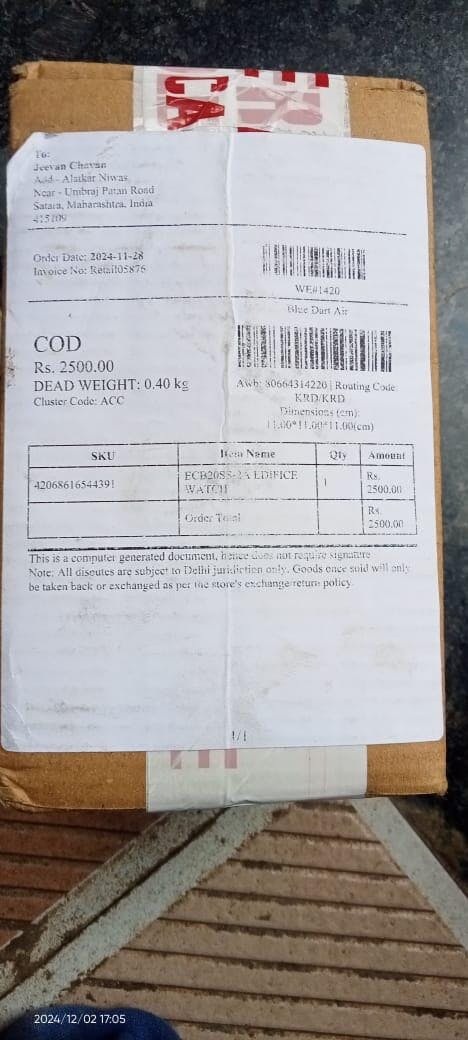 To:
Jeevan Chavan
Add - Alatkar Niwas,
Near - Umbraj Patan Road
Satara, Maharashtra, India
415109
Order Date: 2024-11-28
Invoice No: Retail05876
WE#1420
Blue Dart Air
COD
Rs. 2500.00
DEAD WEIGHT: 0.40 kg
Cluster Code: ACC
Awb: 80664314220 | Routing Code:
KRD/KRD
Dimensions (cm):
11.00*11.00*11.00(cm)
SKU Item Name Qty Amount
42068616544391 ECB20SS-2A EDIFICE WATCH 1 Rs. 2500.00
Order Total Rs. 2500.00
This is a computer generated document, hence does not require signature
Note: All disputes are subject to Delhi juridiction only. Goods once sold will only
be taken back or exchanged as per the store's exchange/return policy.
1/1
2024/12/02 17:05